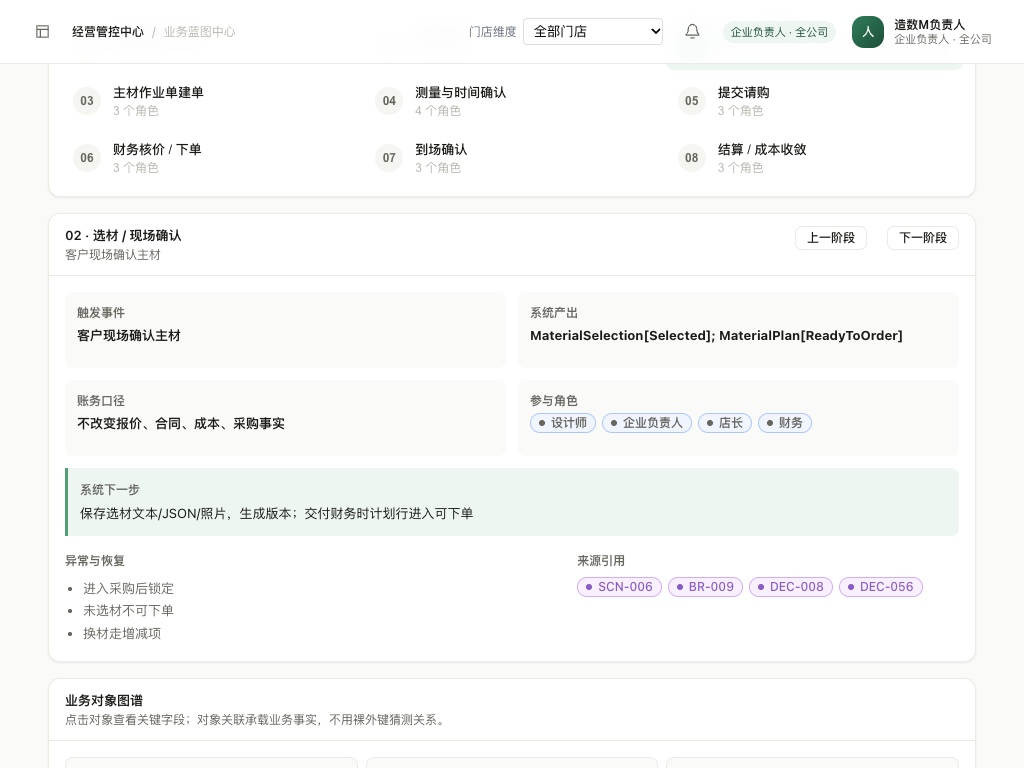 经营管控中心 / 业务蓝图中心
门店维度 全部门店
企业负责人 · 全公司
人
造数M负责人
企业负责人 · 全公司
03 主材作业单建单
3 个角色
04 测量与时间确认
4 个角色
05 提交请购
3 个角色
06 财务核价 / 下单
3 个角色
07 到场确认
3 个角色
08 结算 / 成本收敛
3 个角色
02 · 选材 / 现场确认
客户现场确认主材
上一阶段
下一阶段
触发事件
客户现场确认主材
系统产出
MaterialSelection[Selected]; MaterialPlan[ReadyToOrder]
账务口径
不改变报价、合同、成本、采购事实
参与角色
设计师 企业负责人 店长 财务
系统下一步
保存选材文本/JSON/照片，生成版本；交付财务时计划行进入可下单
异常与恢复
进入采购后锁定
未选材不可下单
换材走增减项
来源引用
SCN-006 BR-009 DEC-008 DEC-056
业务对象图谱
点击对象查看关键字段；对象关联承载业务事实，不用裸外键猜测关系。